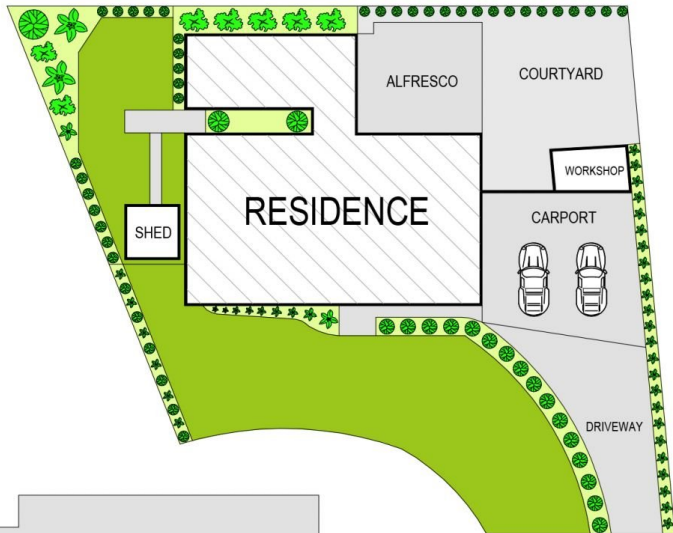 ALFRESCO
COURTYARD
WORKSHOP
RESIDENCE
CARPORT
SHED
DRIVEWAY